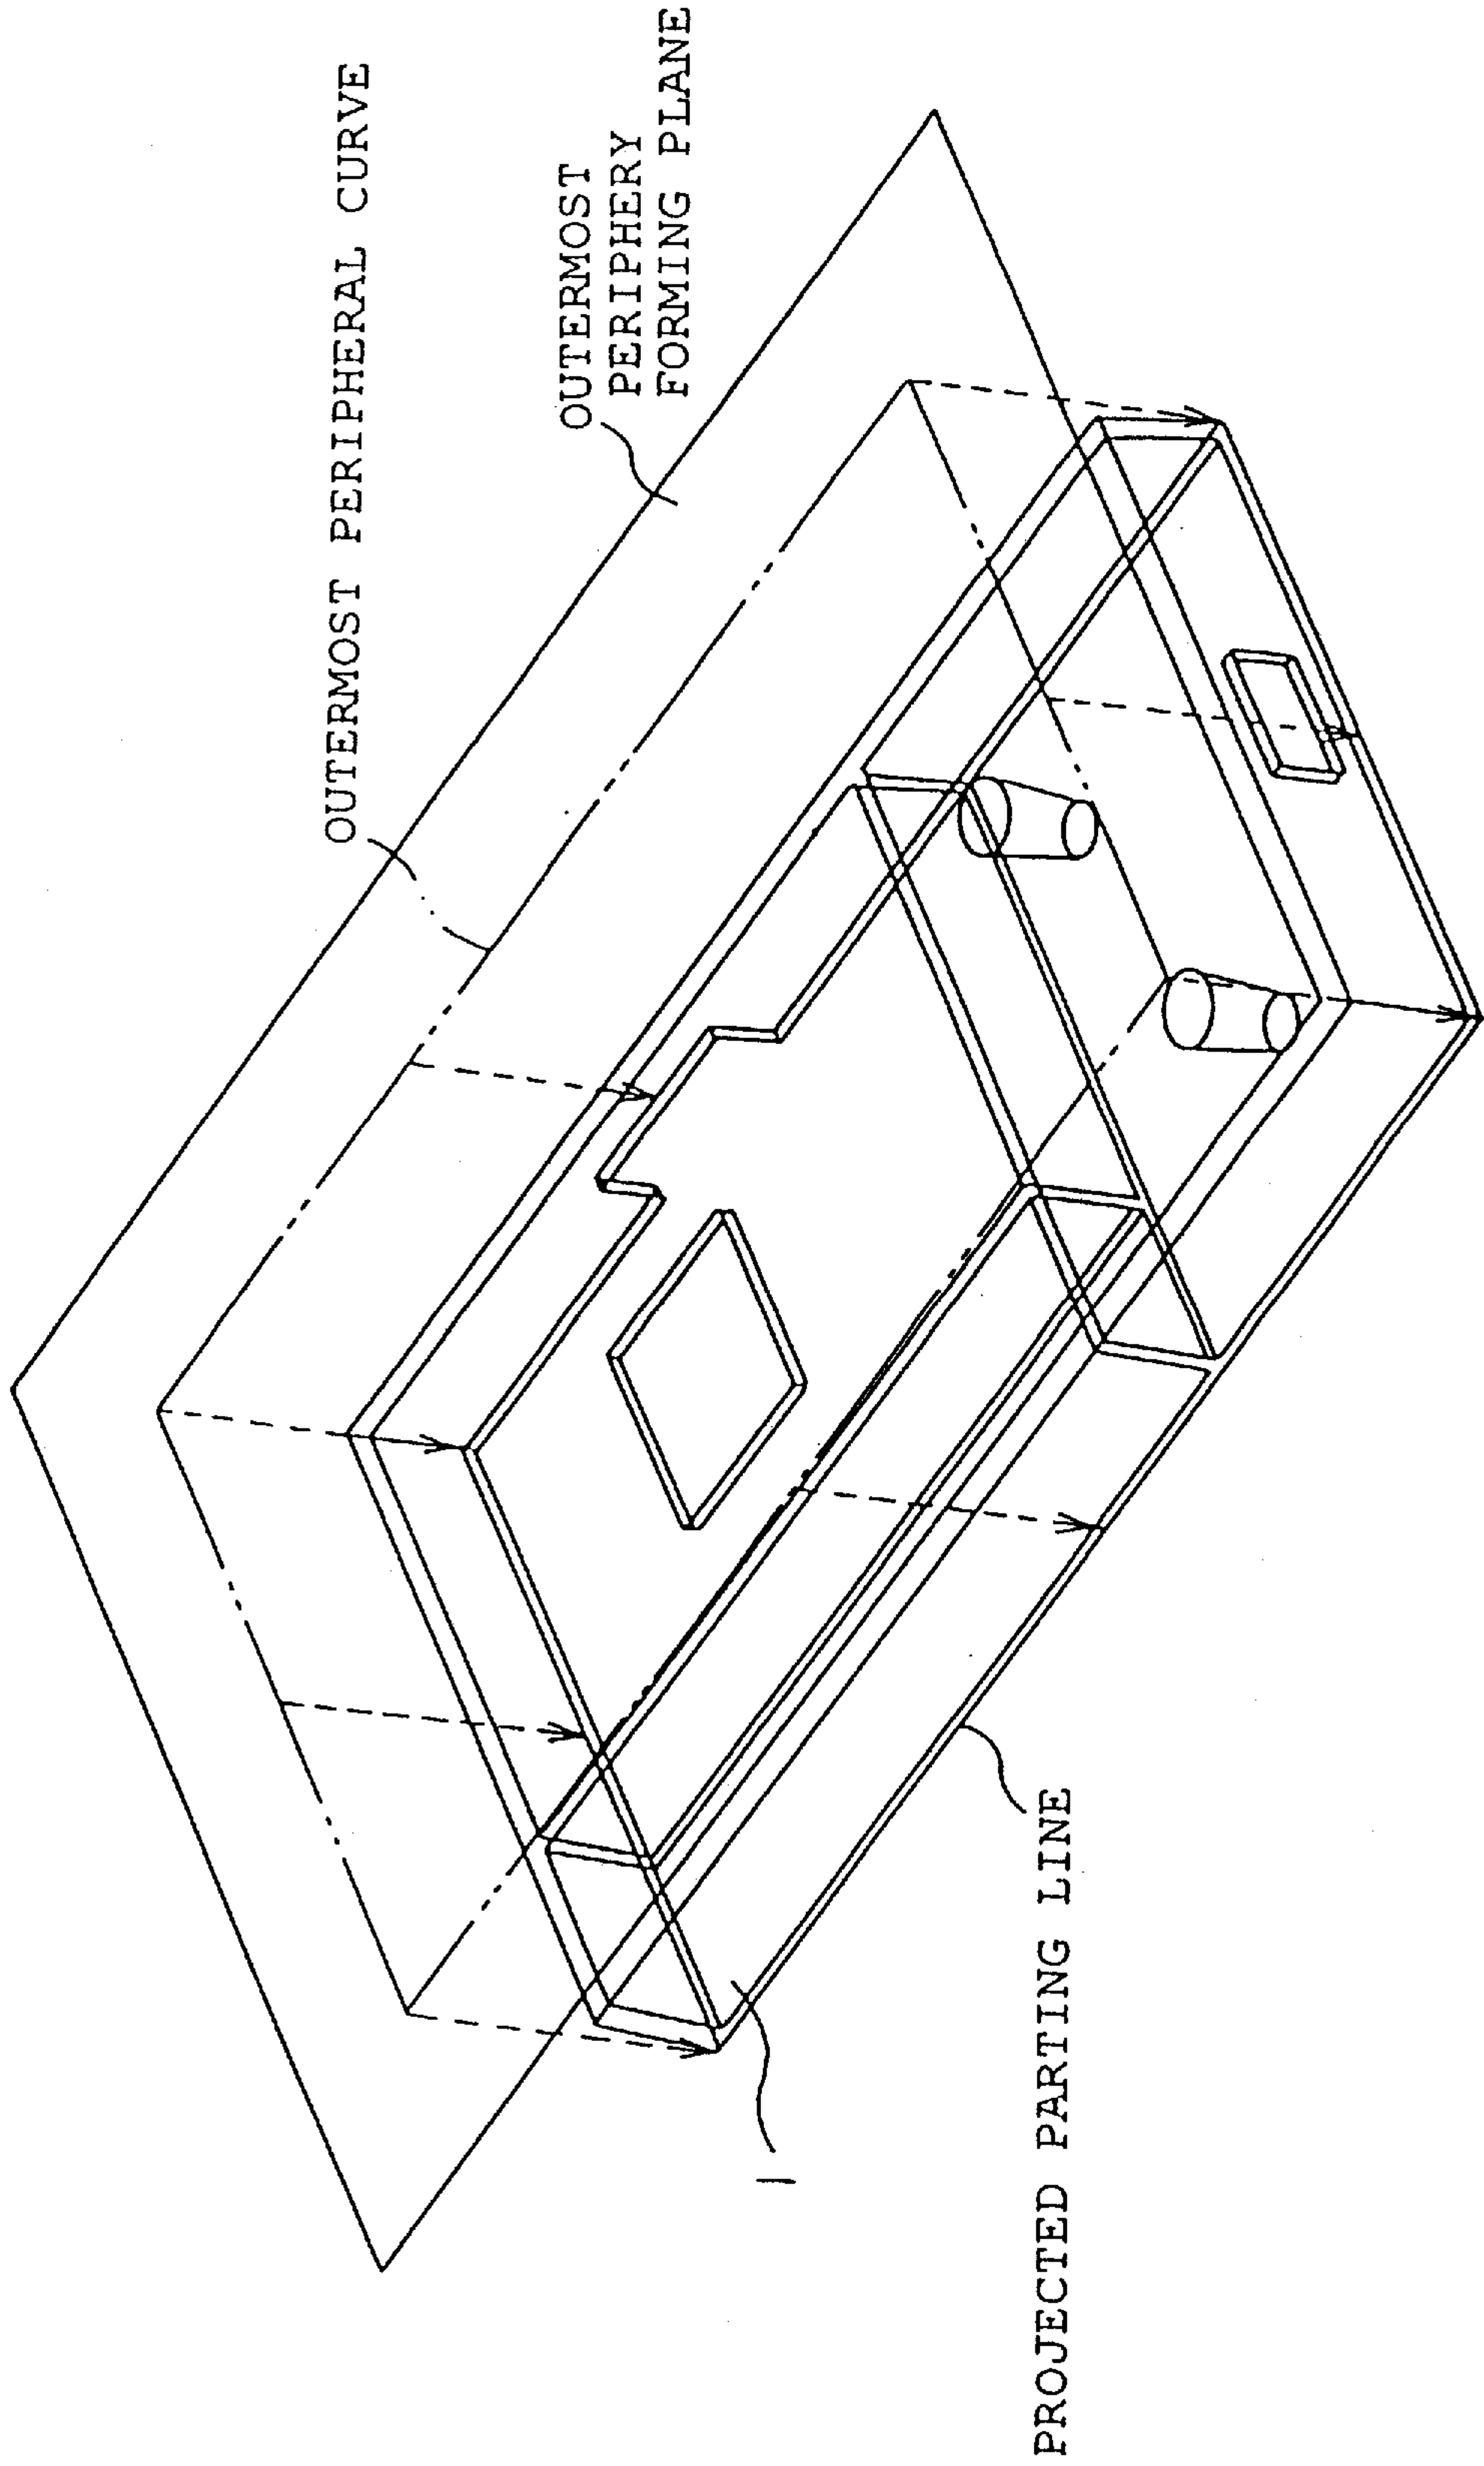 OUTERMOST PERIPHERAL CURVE
OUTERMOST
PERIPHERY
FORMING PLANE
1
PROJECTED PARTING LINE